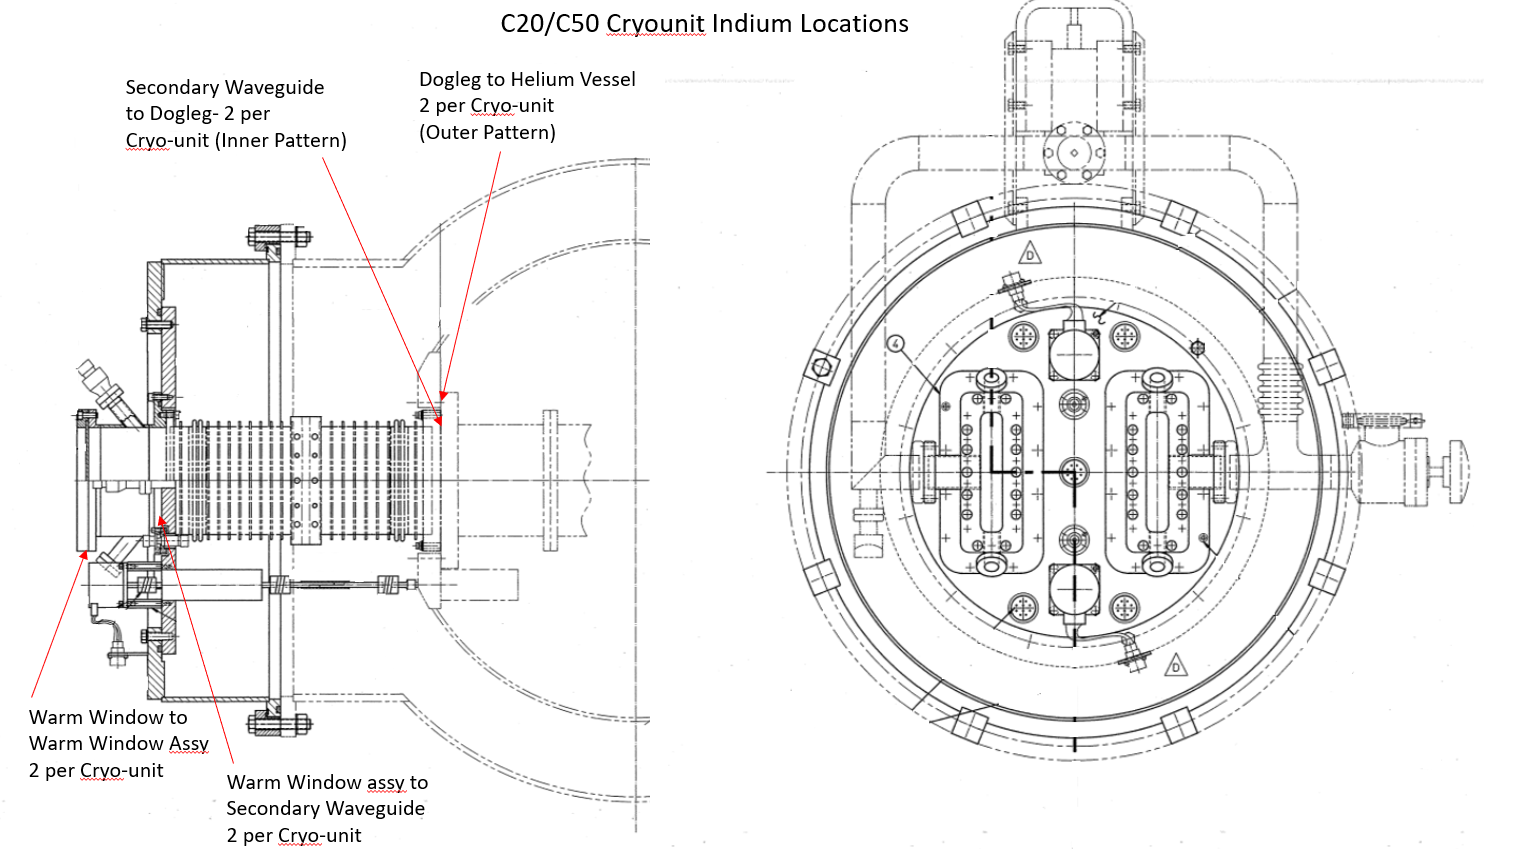 C20/C50 Cryounit Indium Locations
Secondary Waveguide
to Dogleg- 2 per
Cryo-unit (Inner Pattern)
Dogleg to Helium Vessel
2 per Cryo-unit
(Outer Pattern)
D
4
D
Warm Window to
Warm Window Assy
2 per Cryo-unit
Warm Window assy to
Secondary Waveguide
2 per Cryo-unit